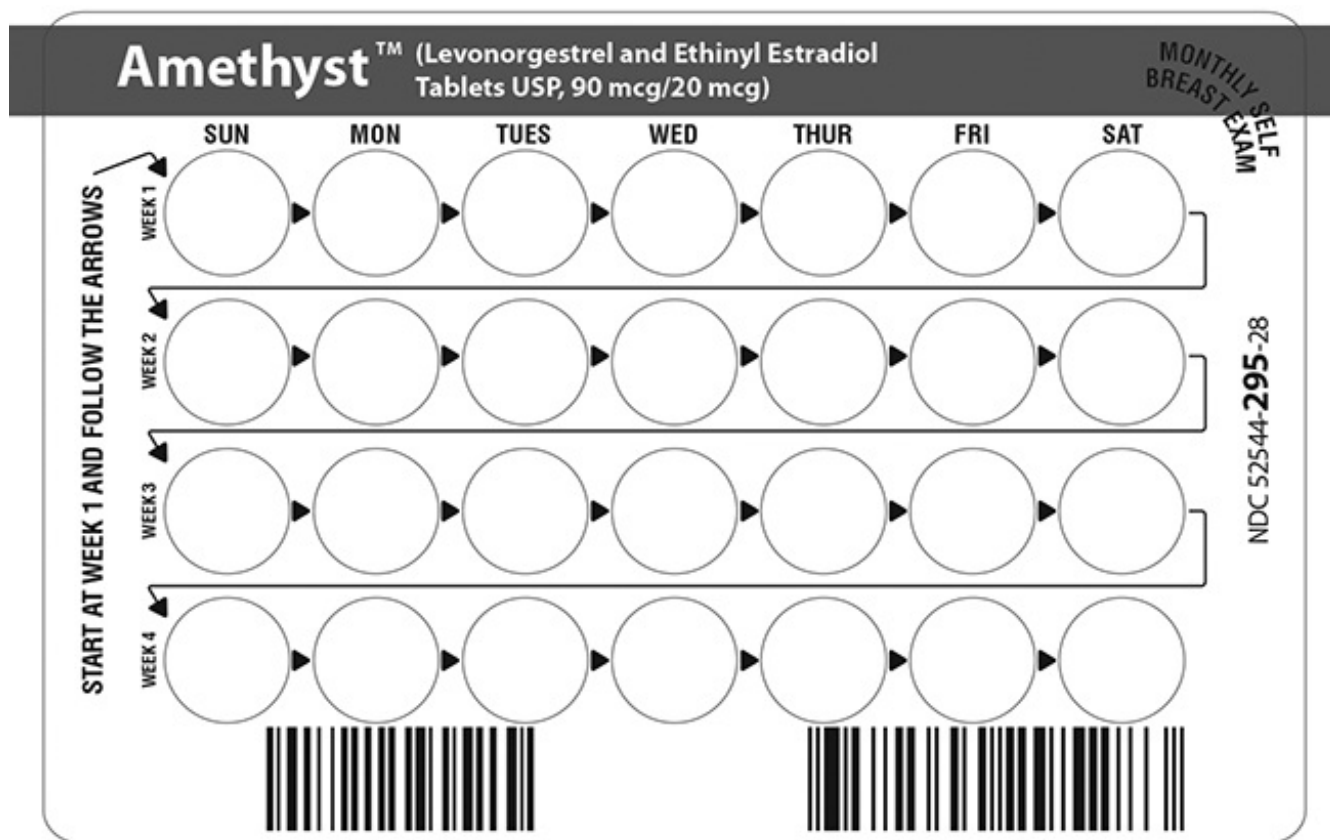 Amethyst™ (Levonorgestrel and Ethinyl Estradiol
Tablets USP, 90 mcg/20 mcg)
MONTHLY SELF
BREAST EXAM
SUN MON TUES WED THUR FRI SAT
START AT WEEK 1 AND FOLLOW THE ARROWS
WEEK 1
WEEK 2
WEEK 3
WEEK 4
NDC 52544-295-28